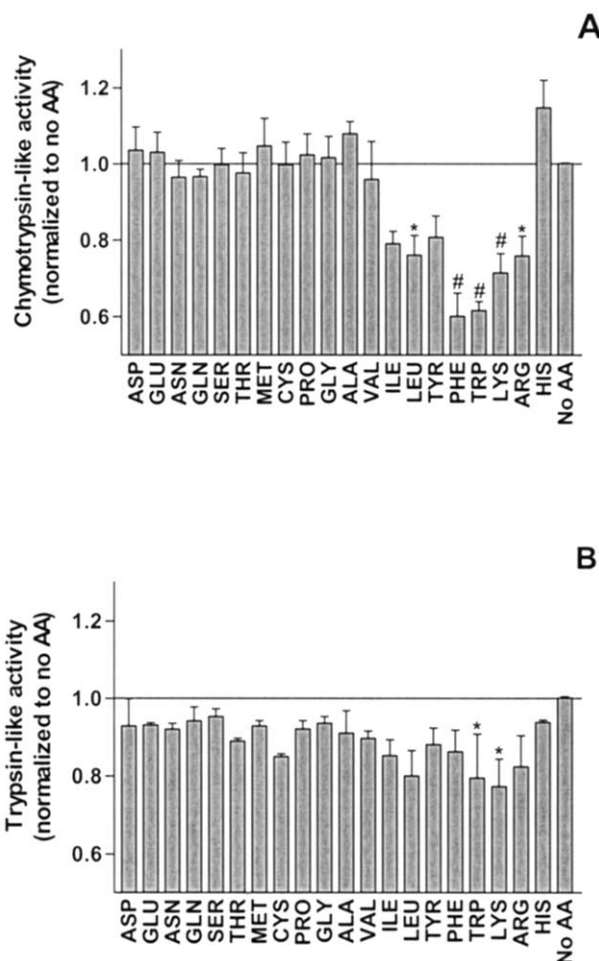 A
Chymotrypsin-like activity
(normalized to no AA)
1.2
1.0
0.8
0.6
*
#
#
#
*
ASP
GLU
ASN
GLN
SER
THR
MET
CYS
PRO
GLY
ALA
VAL
ILE
LEU
TYR
PHE
TRP
LYS
ARG
HIS
No AA
B
Trypsin-like activity
(normalized to no AA)
1.2
1.0
0.8
0.6
*
*
ASP
GLU
ASN
GLN
SER
THR
MET
CYS
PRO
GLY
ALA
VAL
ILE
LEU
TYR
PHE
TRP
LYS
ARG
HIS
No AA